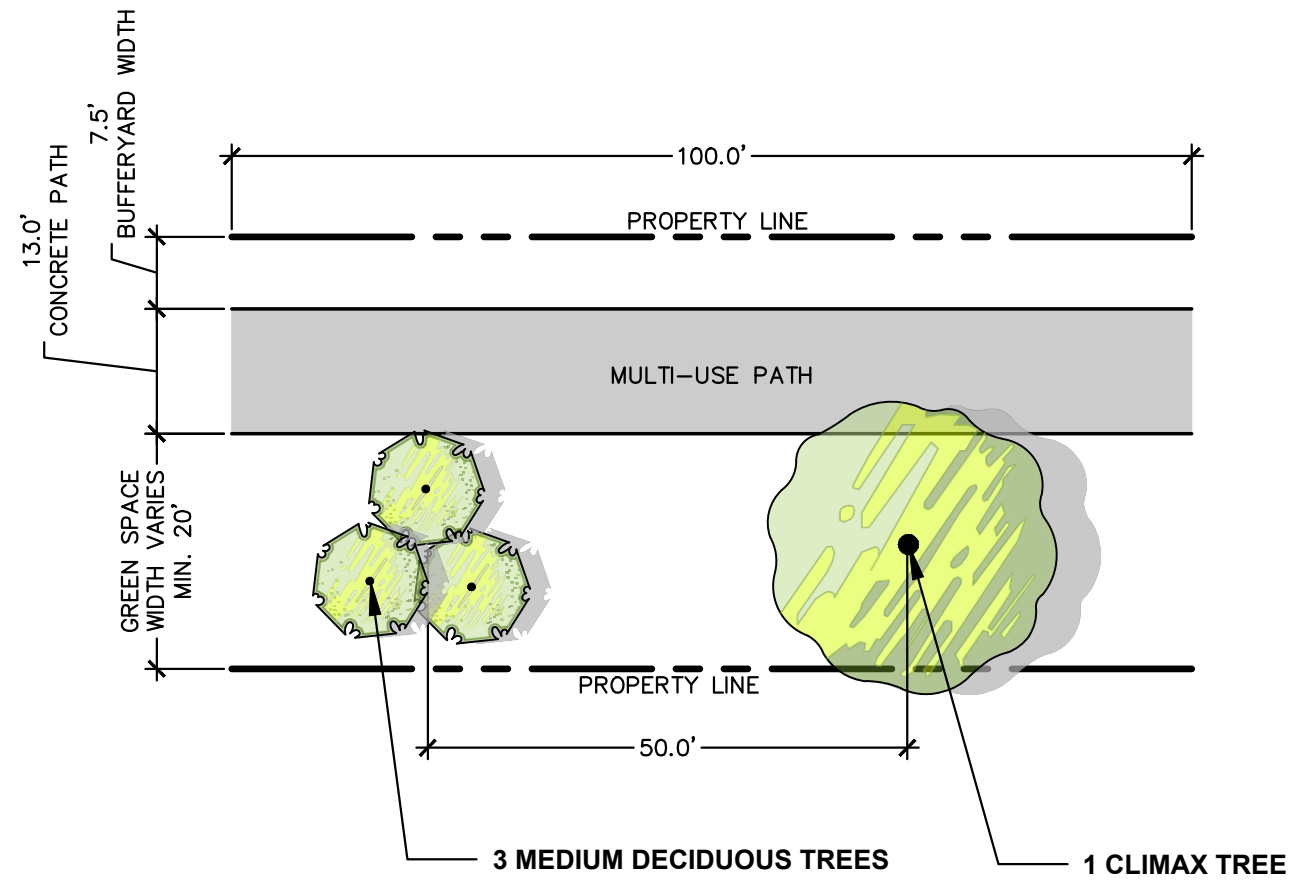 13.0'
CONCRETE PATH
7.5'
BUFFERYARD WIDTH
100.0'
PROPERTY LINE
MULTI-USE PATH
GREEN SPACE
WIDTH VARIES
MIN. 20'
PROPERTY LINE
50.0'
3 MEDIUM DECIDUOUS TREES
1 CLIMAX TREE